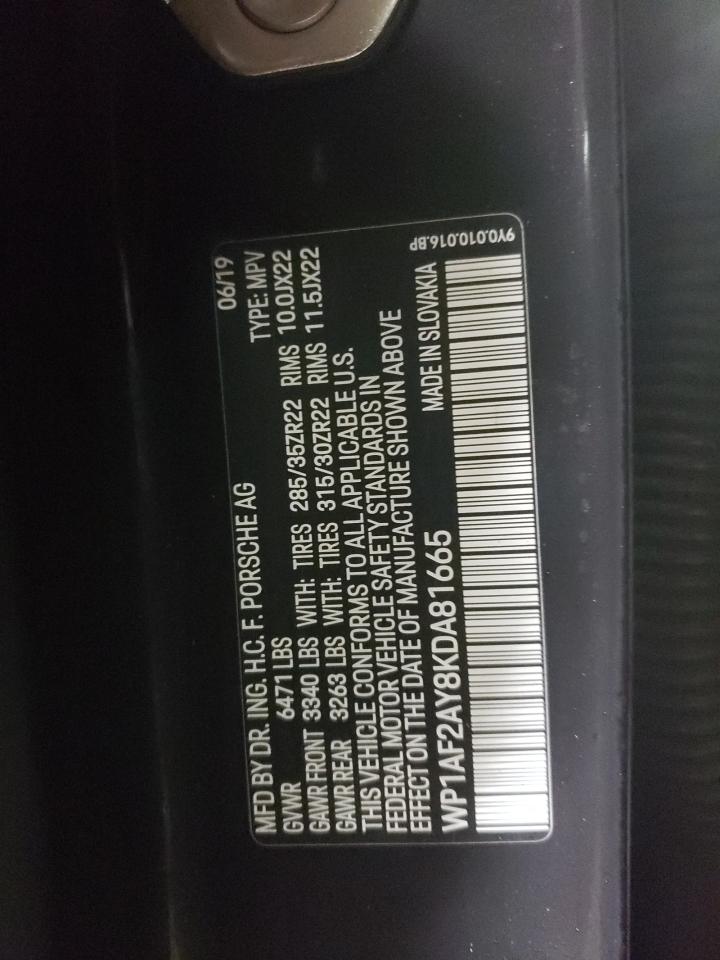 MFD BY DR. ING. H.C. F. PORSCHE AG 06/19
GVWR 6471 LBS TYPE: MPV
GAWR FRONT 3340 LBS WITH: TIRES 285/35ZR22 RIMS 10.0JX22
GAWR REAR 3263 LBS WITH: TIRES 315/30ZR22 RIMS 11.5JX22
THIS VEHICLE CONFORMS TO ALL APPLICABLE U.S.
FEDERAL MOTOR VEHICLE SAFETY STANDARDS IN
EFFECT ON THE DATE OF MANUFACTURE SHOWN ABOVE
WP1AF2AY8KDA81665 MADE IN SLOVAKIA
9Y0.010.016.BP